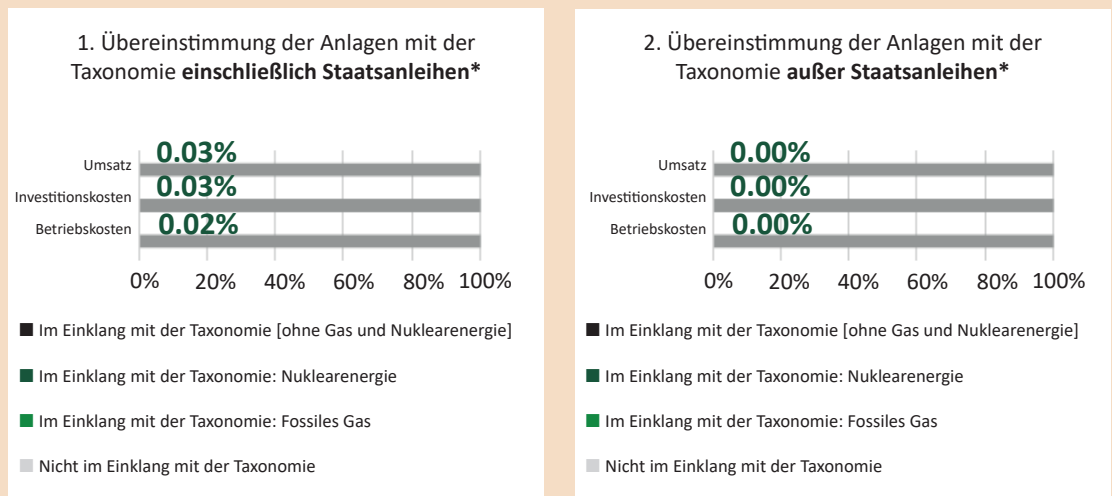 1. Übereinstimmung der Anlagen mit der
Taxonomie einschließlich Staatsanleihen*
Umsatz 0.03%
Investitionskosten 0.03%
Betriebskosten 0.02%
0% 20% 40% 60% 80% 100%
Im Einklang mit der Taxonomie [ohne Gas und Nuklearenergie]
Im Einklang mit der Taxonomie: Nuklearenergie
Im Einklang mit der Taxonomie: Fossiles Gas
Nicht im Einklang mit der Taxonomie
2. Übereinstimmung der Anlagen mit der
Taxonomie außer Staatsanleihen*
Umsatz 0.00%
Investitionskosten 0.00%
Betriebskosten 0.00%
0% 20% 40% 60% 80% 100%
Im Einklang mit der Taxonomie [ohne Gas und Nuklearenergie]
Im Einklang mit der Taxonomie: Nuklearenergie
Im Einklang mit der Taxonomie: Fossiles Gas
Nicht im Einklang mit der Taxonomie